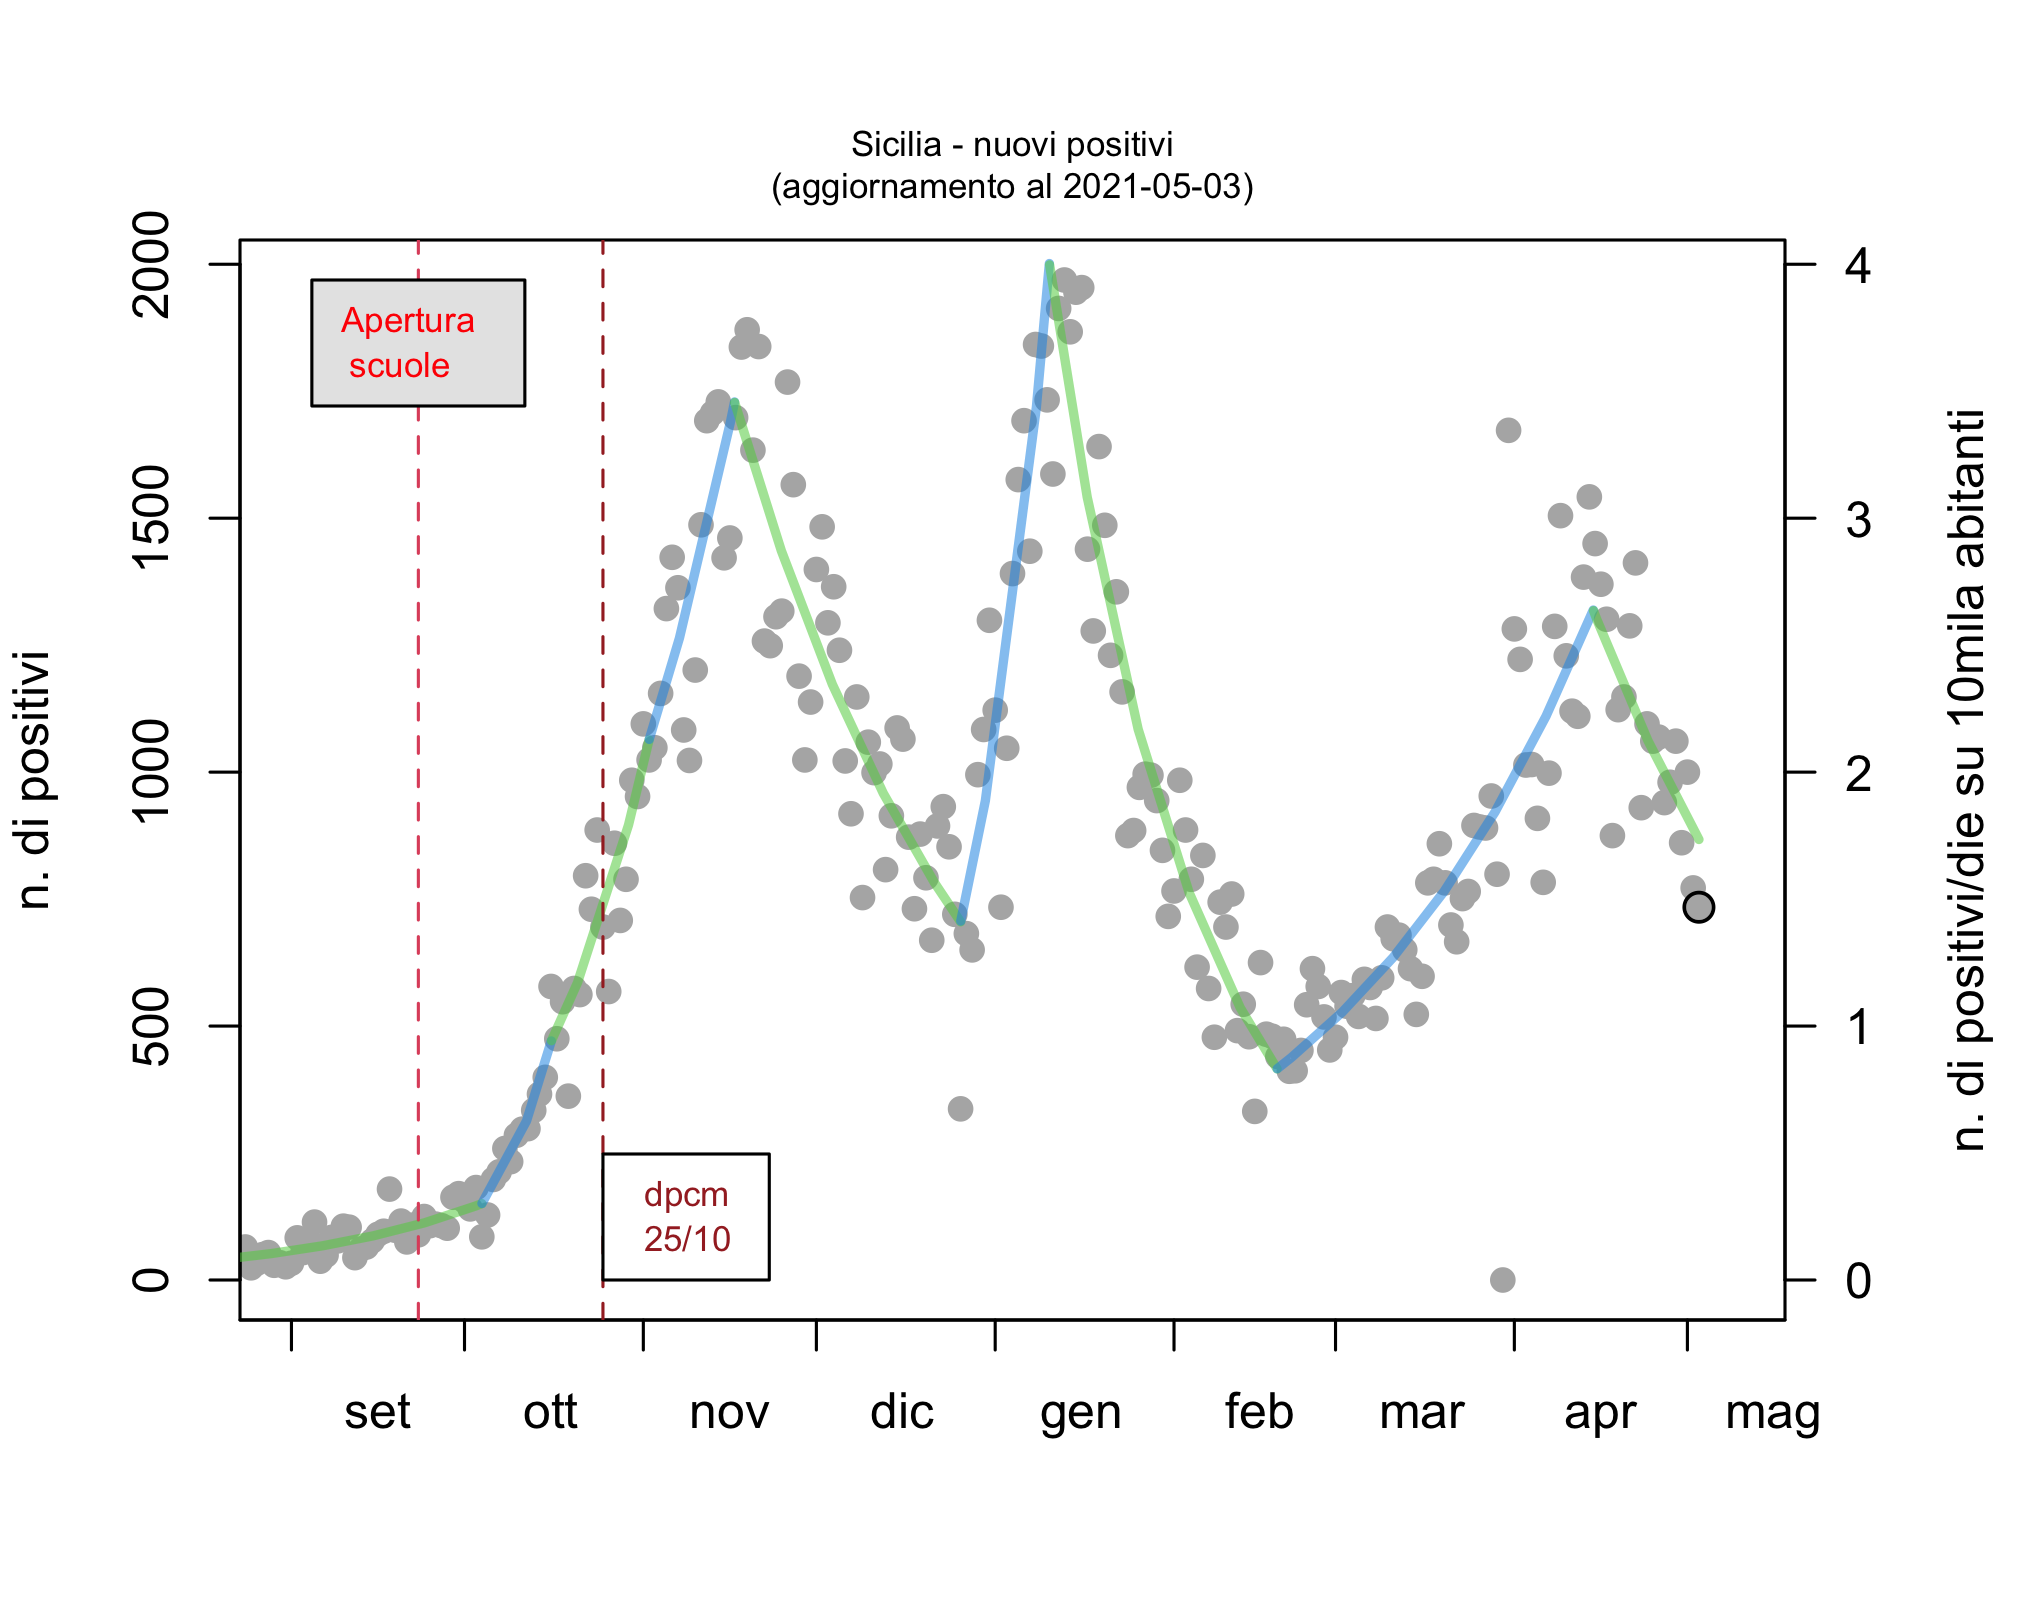 Sicilia - nuovi positivi
(aggiornamento al 2021-05-03)
n. di positivi
2000
1500
1000
500
0
Apertura
scuole
dpcm
25/10
4
3
2
1
0
n. di positivi/die su 10mila abitanti
set ott nov dic gen feb mar apr mag